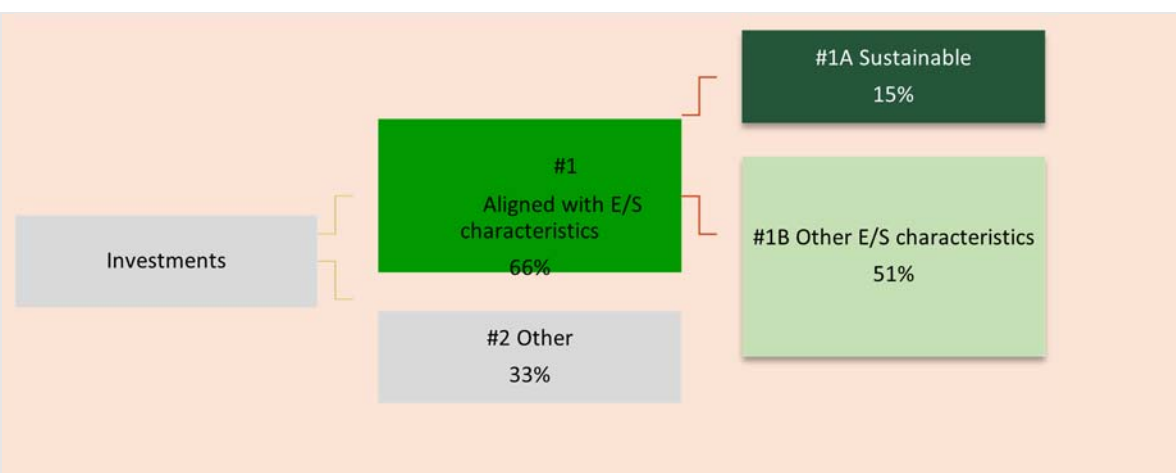 Investments
#1
Aligned with E/S
characteristics
66%
#2 Other
33%
#1A Sustainable
15%
#1B Other E/S characteristics
51%